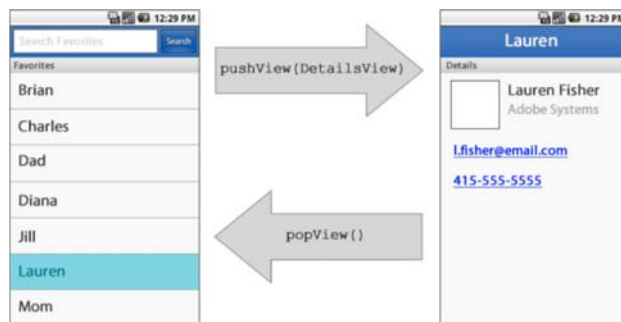 12:29 PM
Search Favorites
Search
Favorites
Brian
Charles
Dad
Diana
Jill
Lauren
Mom
pushView(DetailsView)
popView()
12:29 PM
Lauren
Details
Lauren Fisher
Adobe Systems
l.fisher@email.com
415-555-5555